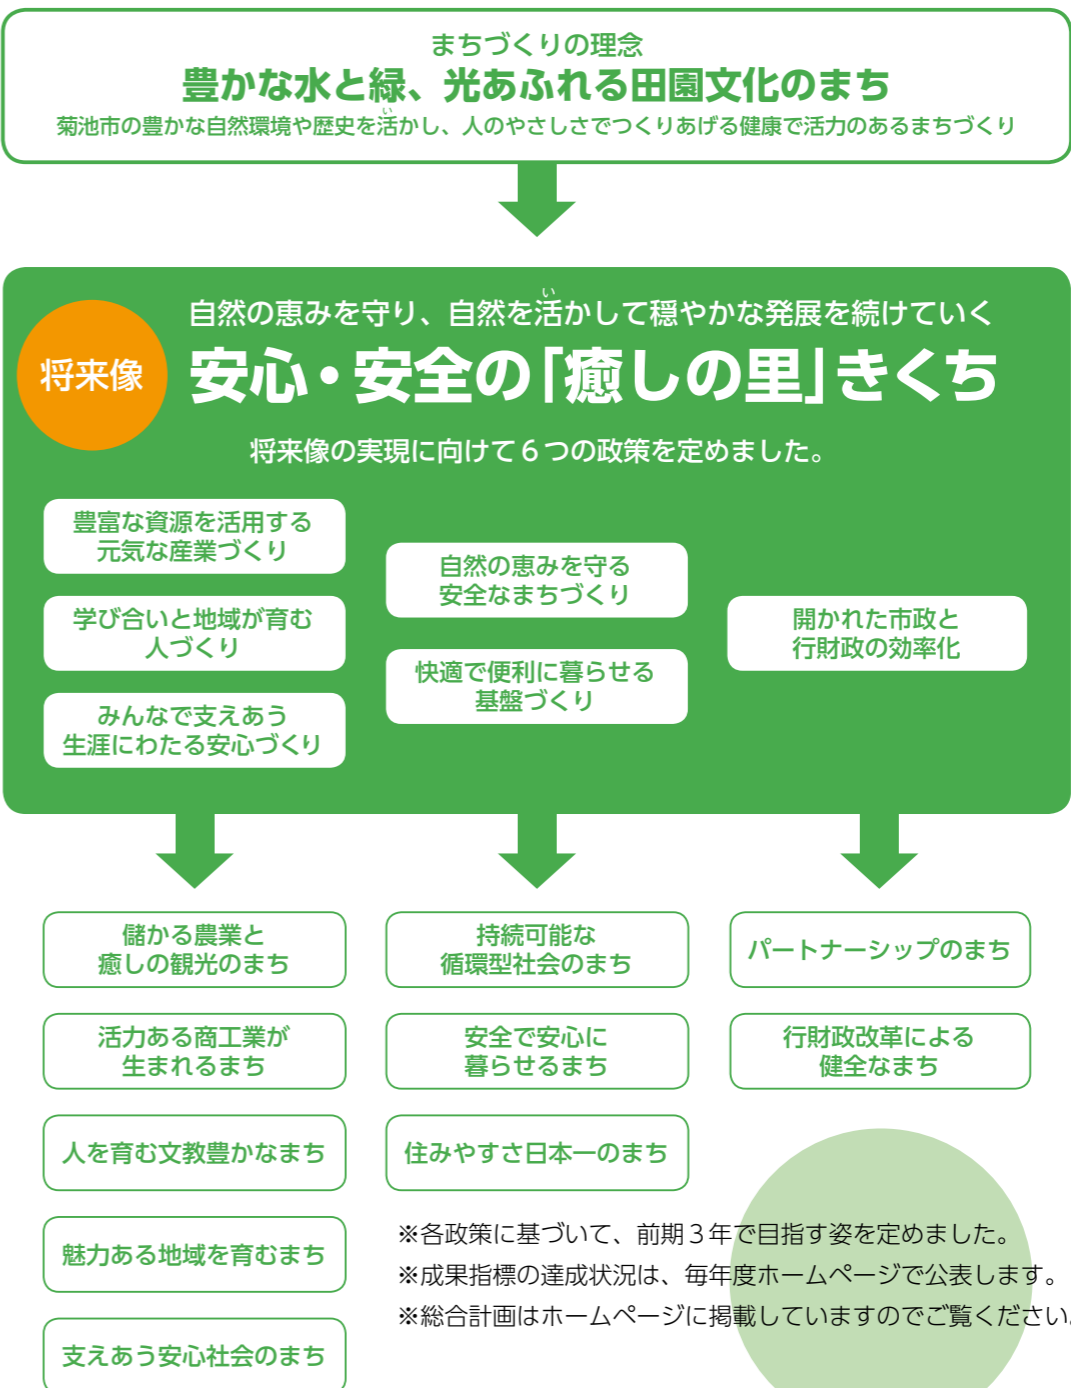 まちづくりの理念
豊かな水と緑、光あふれる田園文化のまち
い
菊池市の豊かな自然環境や歴史を活かし、人のやさしさでつくりあげる健康で活力のあるまちづくり
将来像
い
自然の恵みを守り、自然を活かして穏やかな発展を続けていく
安心・安全の「癒しの里」きくち
将来像の実現に向けて６つの政策を定めました。
豊富な資源を活用する
元気な産業づくり
学び合いと地域が育む
人づくり
みんなで支えあう
生涯にわたる安心づくり
自然の恵みを守る
安全なまちづくり
快適で便利に暮らせる
基盤づくり
開かれた市政と
行財政の効率化
儲かる農業と
癒しの観光のまち
活力ある商工業が
生まれるまち
人を育む文教豊かなまち
魅力ある地域を育むまち
支えあう安心社会のまち
持続可能な
循環型社会のまち
安全で安心に
暮らせるまち
住みやすさ日本一のまち
パートナーシップのまち
行財政改革による
健全なまち
※各政策に基づいて、前期３年で目指す姿を定めました。
※成果指標の達成状況は、毎年度ホームページで公表します。
※総合計画はホームページに掲載していますのでご覧ください。